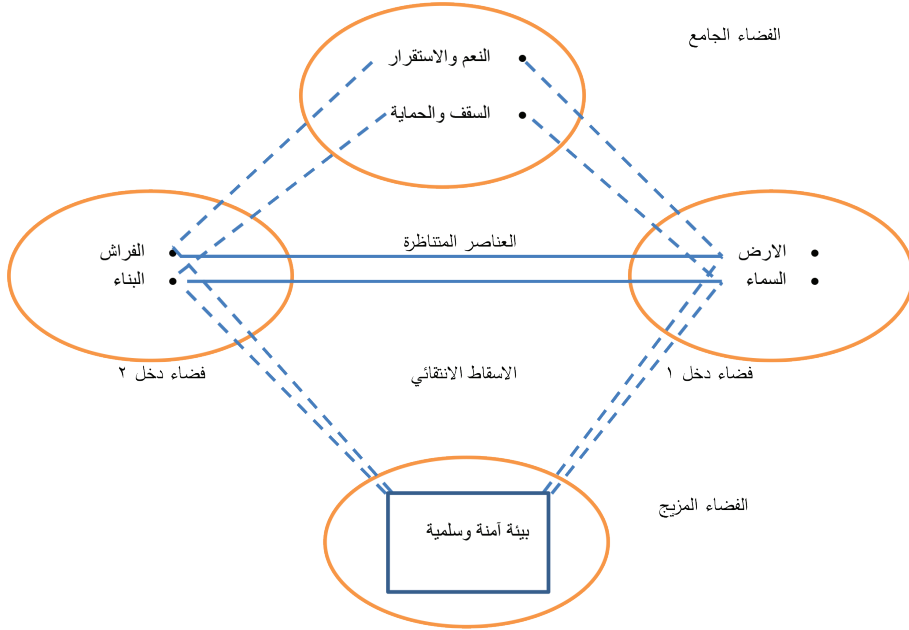 الفضاء الجامع
النعم والاستقرار
السقف والحماية
العناصر المتناظرة
الارض
السماء
الفراش
البناء
فضاء دخل ١
الاسقاط الانتقائي
فضاء دخل ٢
الفضاء المزيج
بيئة آمنة وسلمية